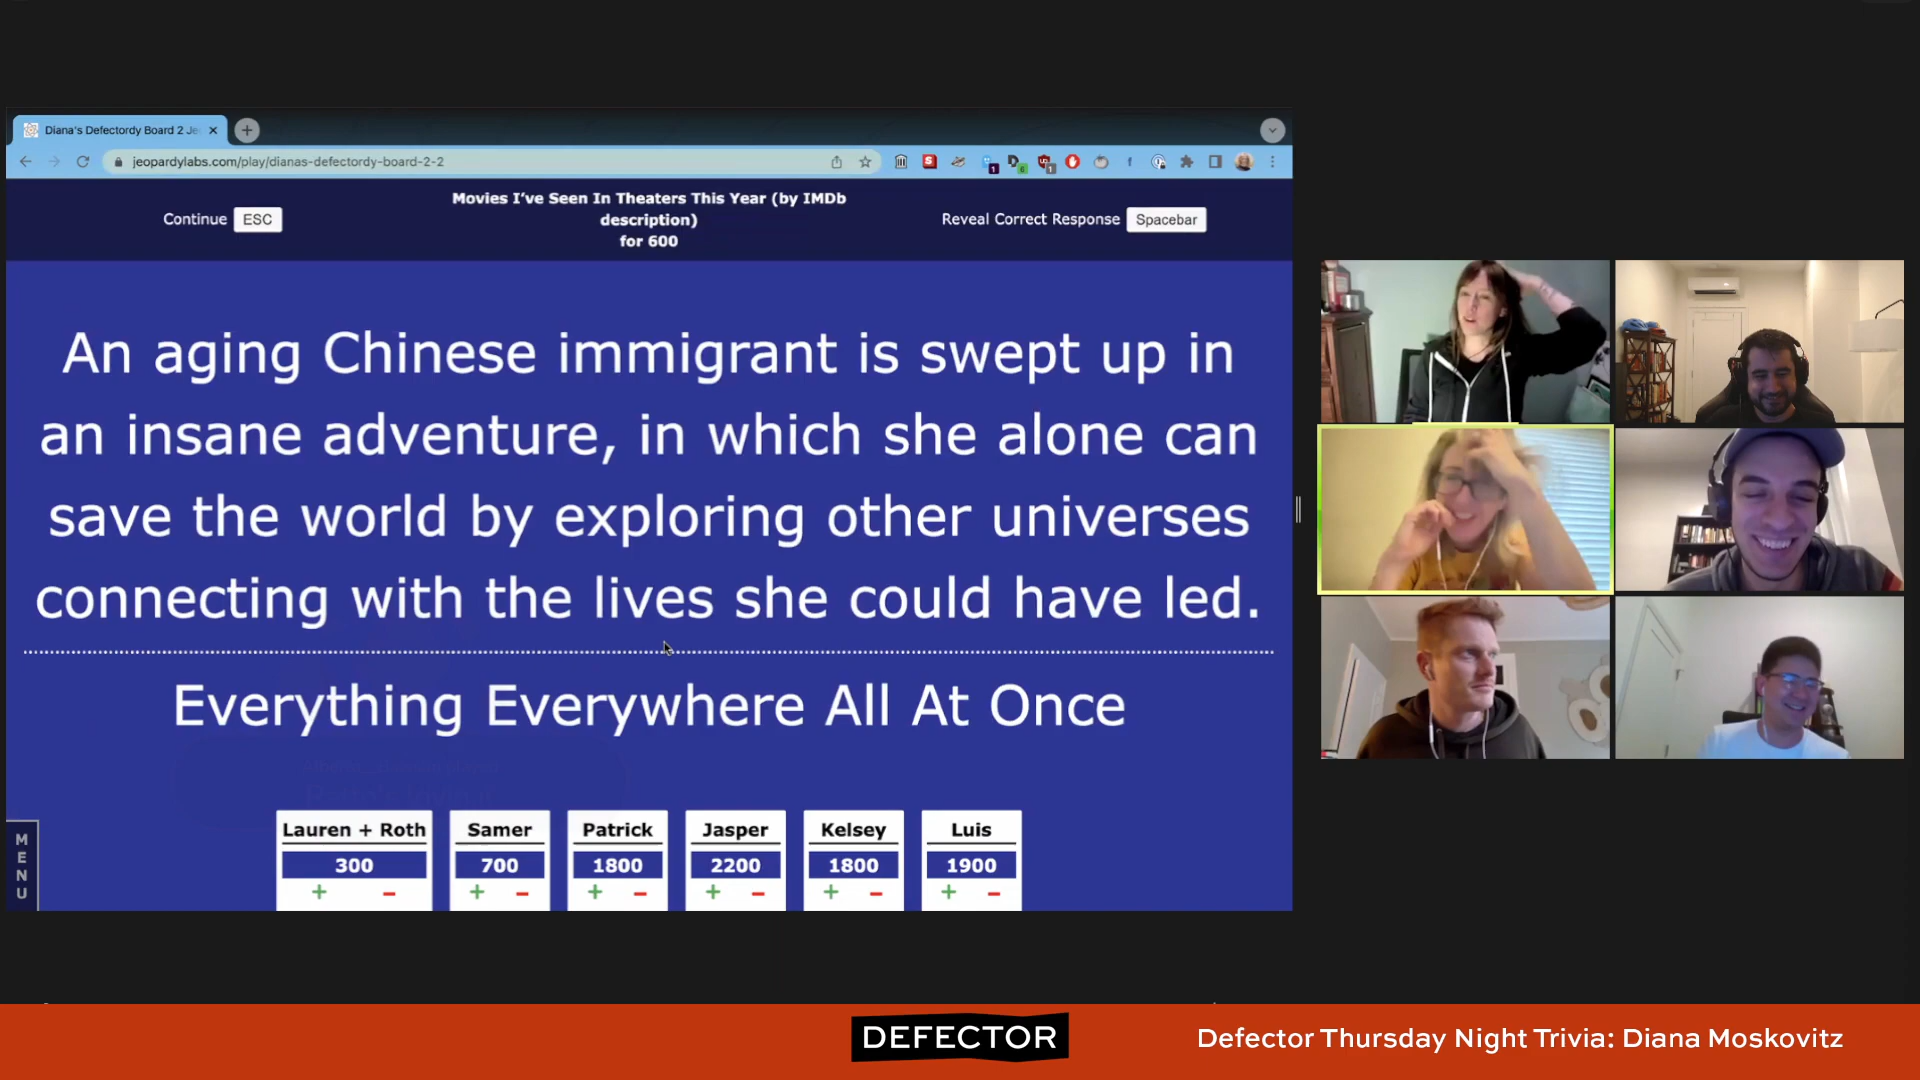 Diana's Defectordy Board 2 Je
jeopardylabs.com/play/dianas-defectordy-board-2-2
Continue ESC
Movies I've Seen In Theaters This Year (by IMDb
description)
for 600
Reveal Correct Response Spacebar
An aging Chinese immigrant is swept up in
an insane adventure, in which she alone can
save the world by exploring other universes
connecting with the lives she could have led.
Everything Everywhere All At Once
MENU
Lauren + Roth
300
+ -
Samer
700
+ -
Patrick
1800
+ -
Jasper
2200
+ -
Kelsey
1800
+ -
Luis
1900
+ -
DEFECTOR
Defector Thursday Night Trivia: Diana Moskovitz